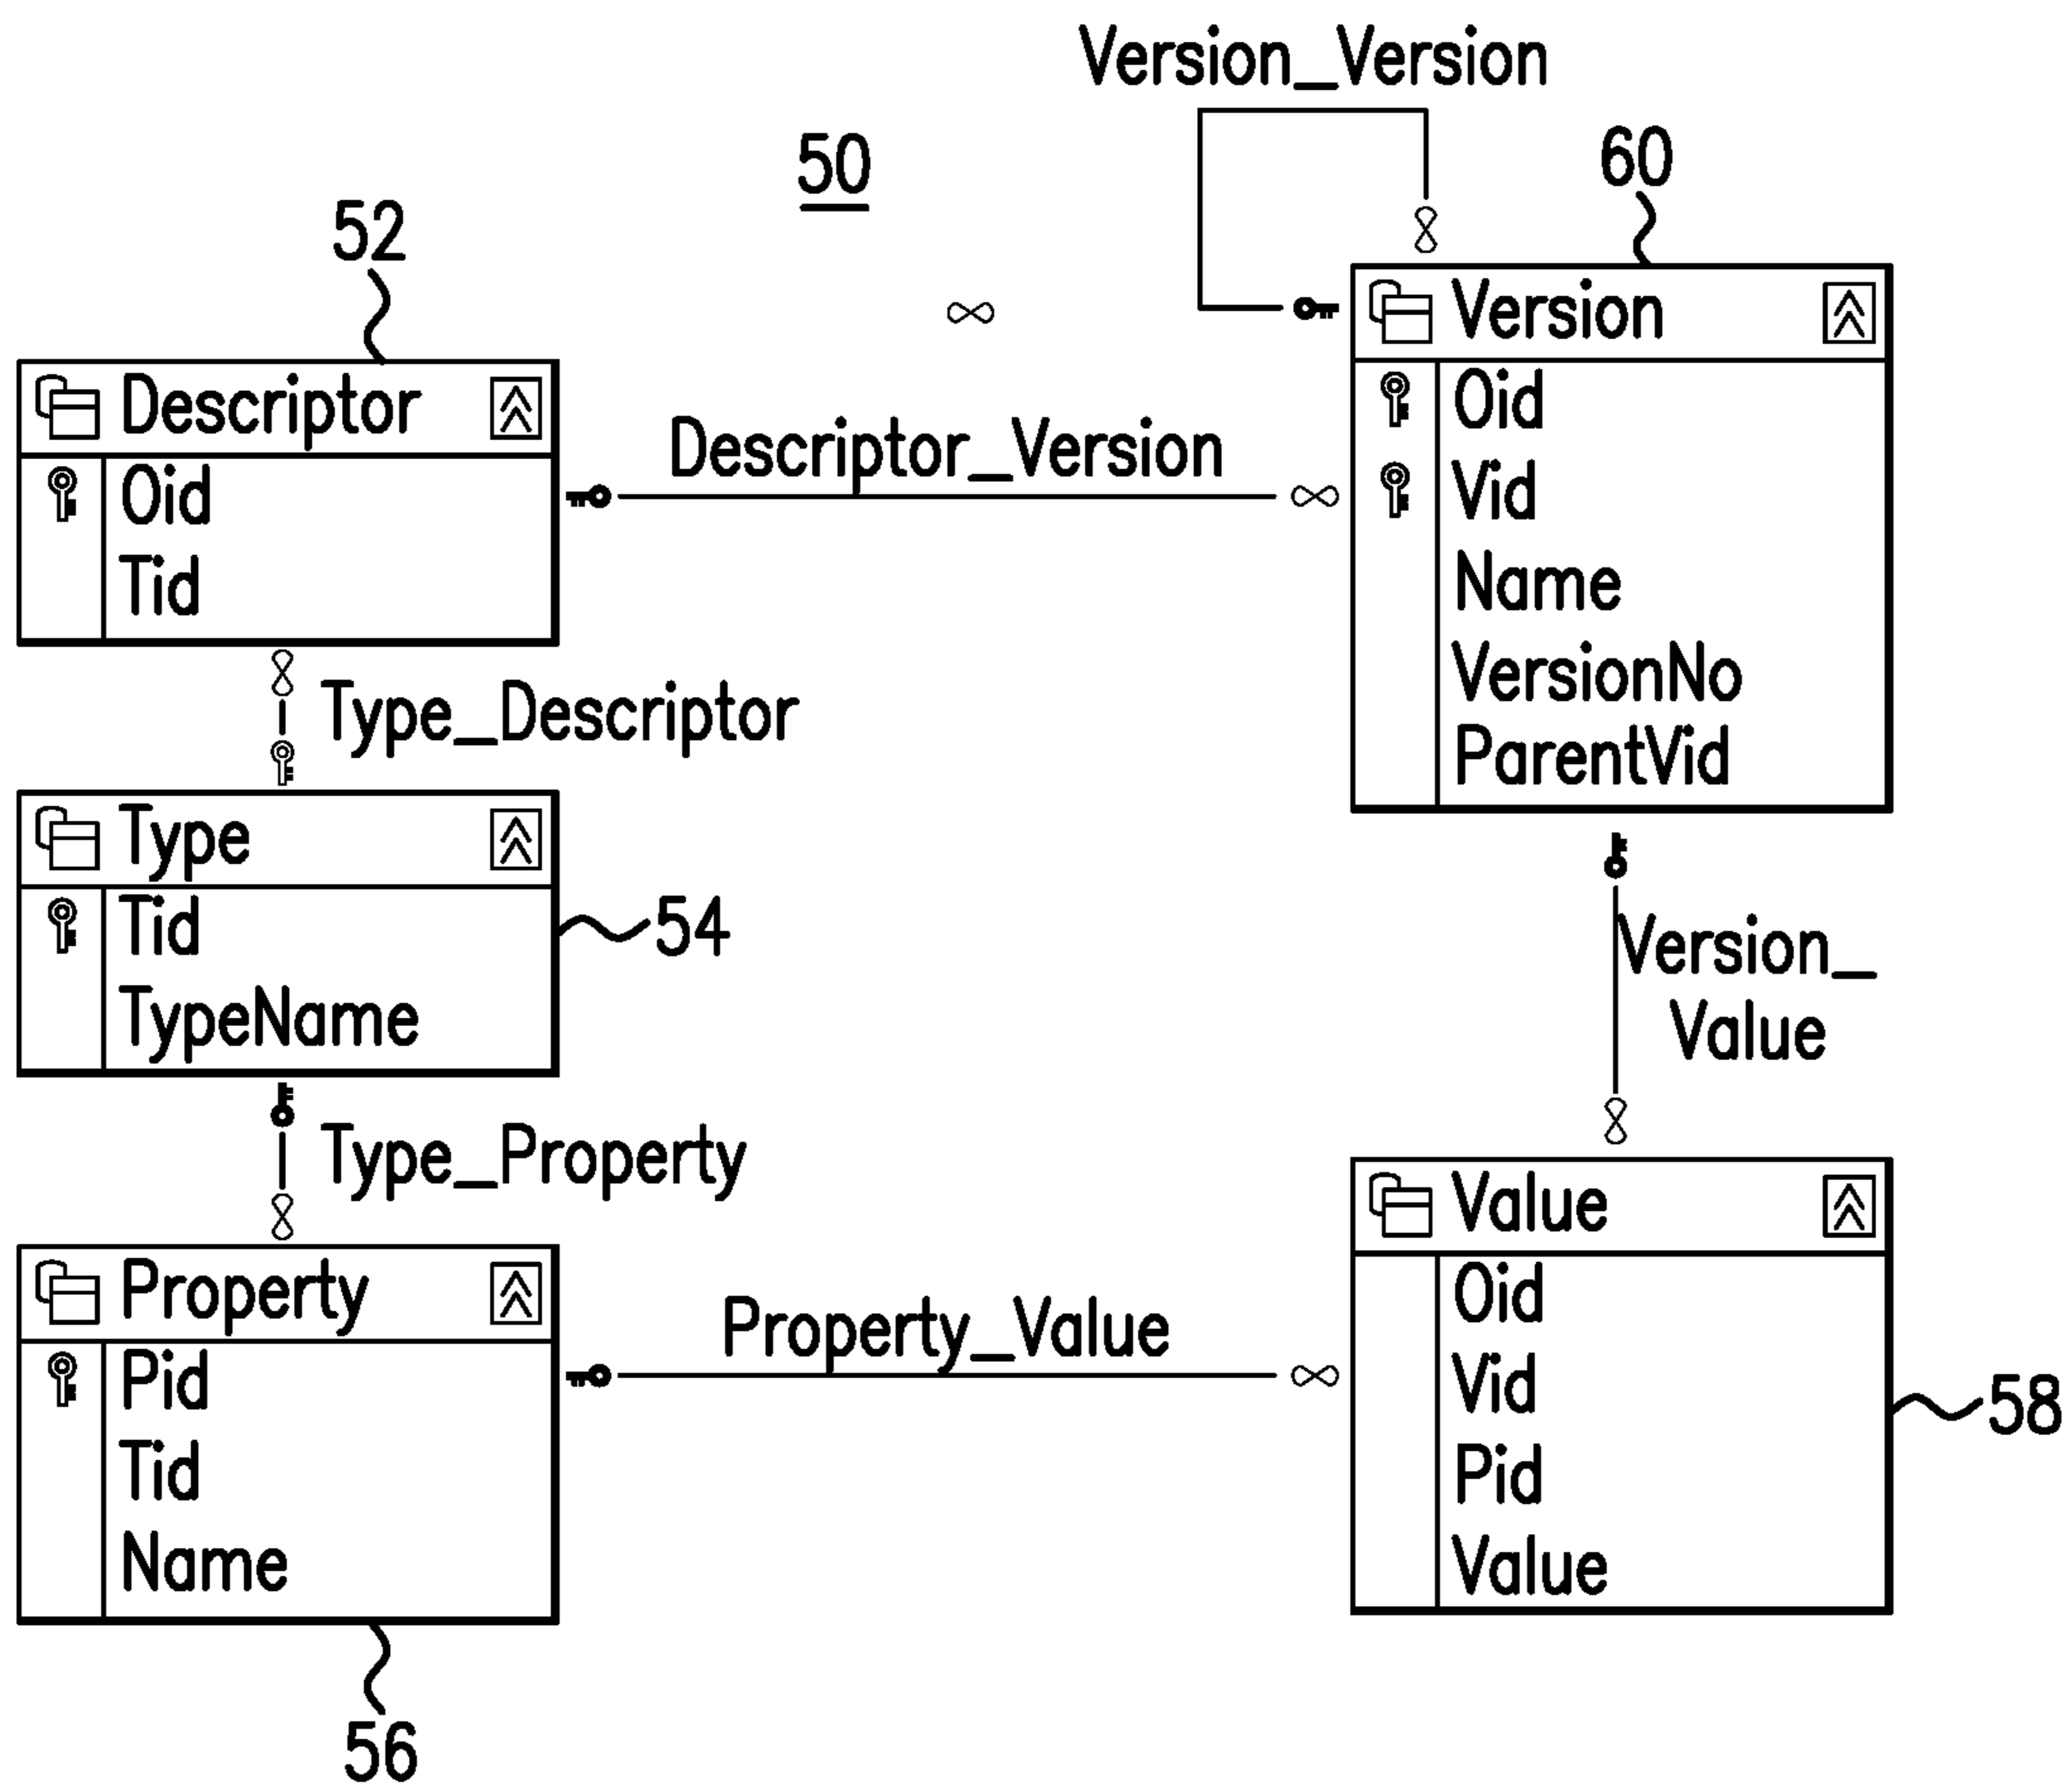 Version_Version
50
60
52
Version
Oid
Vid
Name
VersionNo
ParentVid
Descriptor
Oid
Tid
Descriptor_Version
Type_Descriptor
Type
Tid
TypeName
54
Version_
Value
Type_Property
Property
Pid
Tid
Name
Property_Value
Value
Oid
Vid
Pid
Value
58
56